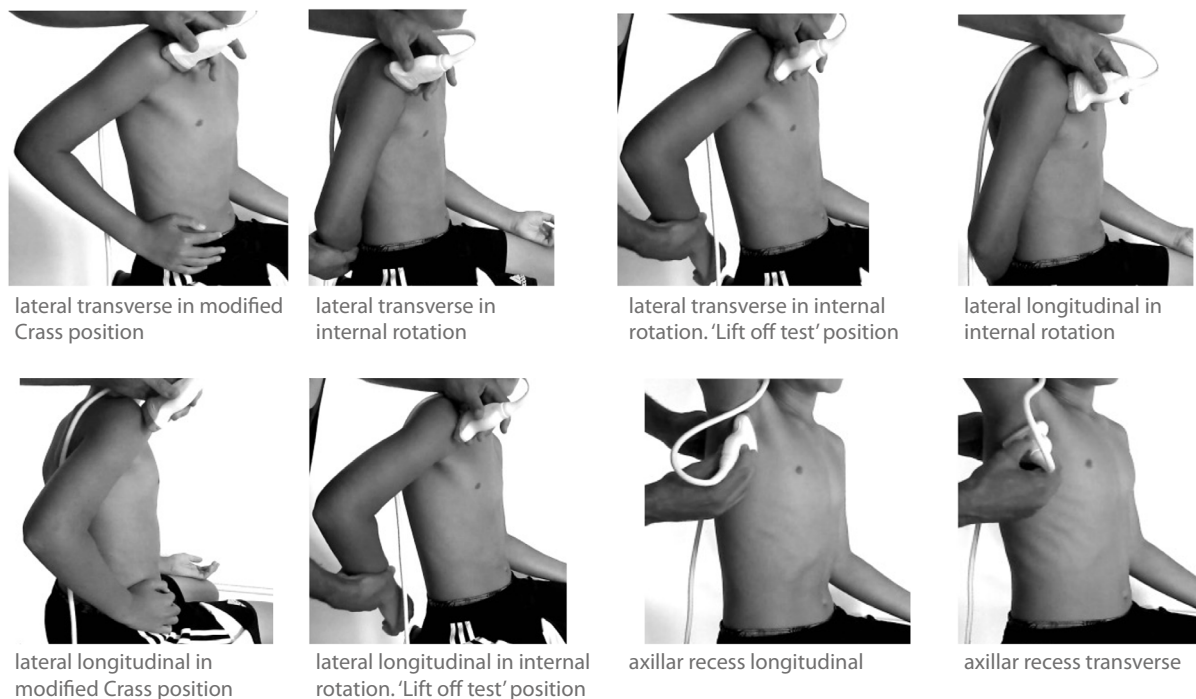 lateral transverse in modified
Crass position
lateral transverse in
internal rotation
lateral transverse in internal
rotation. ‘Lift off test’ position
lateral longitudinal in
internal rotation
lateral longitudinal in
modified Crass position
lateral longitudinal in internal
rotation. ‘Lift off test’ position
axillar recess longitudinal
axillar recess transverse